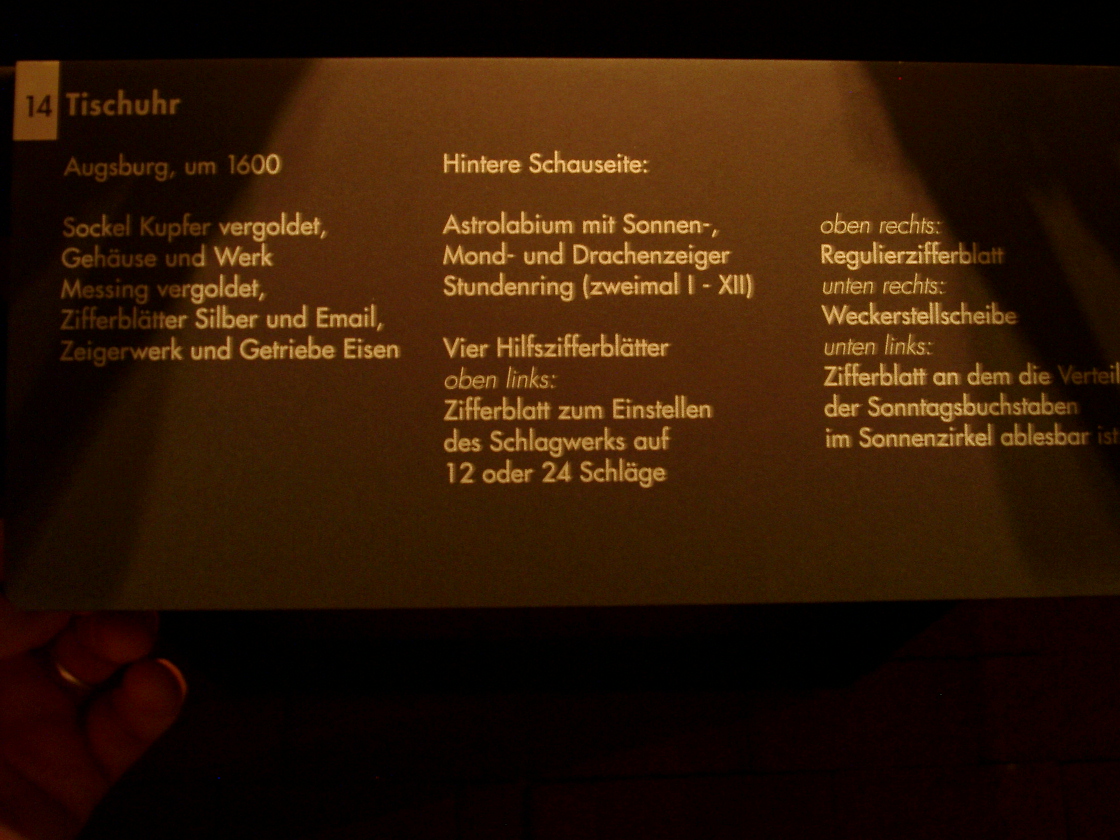 14 Tischuhr
Augsburg, um 1600
Sockel Kupfer vergoldet,
Gehäuse und Werk
Messing vergoldet,
Zifferblätter Silber und Email,
Zeigerwerk und Getriebe Eisen
Hintere Schauseite:
Astrolabium mit Sonnen-,
Mond- und Drachenzeiger
Stundenring (zweimal I - XII)
Vier Hilfszifferblätter
oben links:
Zifferblatt zum Einstellen
des Schlagwerks auf
12 oder 24 Schläge
oben rechts:
Regulierzifferblatt
unten rechts:
Weckerstellscheibe
unten links:
Zifferblatt an dem die
der Sonntagsbuchstaben
im Sonnenzirkel ablesbar ist